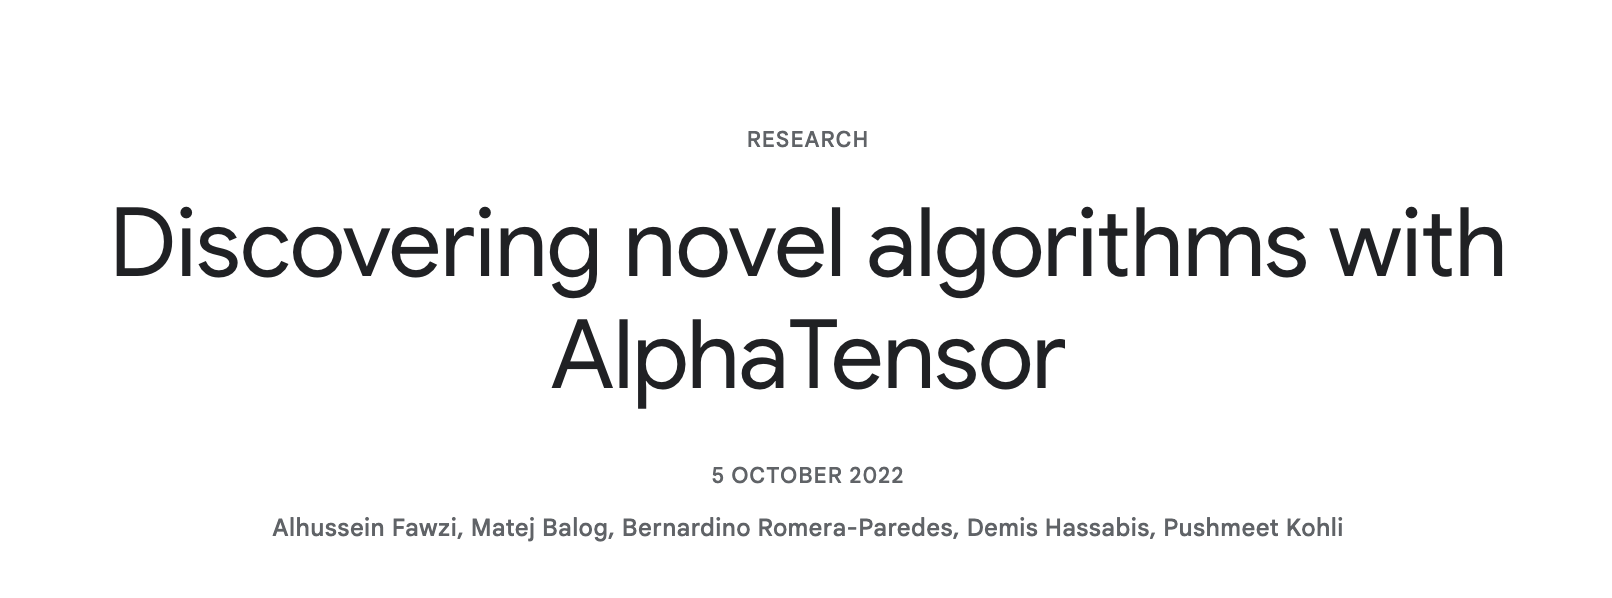 RESEARCH
Discovering novel algorithms with
AlphaTensor
5 OCTOBER 2022
Alhussein Fawzi, Matej Balog, Bernardino Romera-Paredes, Demis Hassabis, Pushmeet Kohli